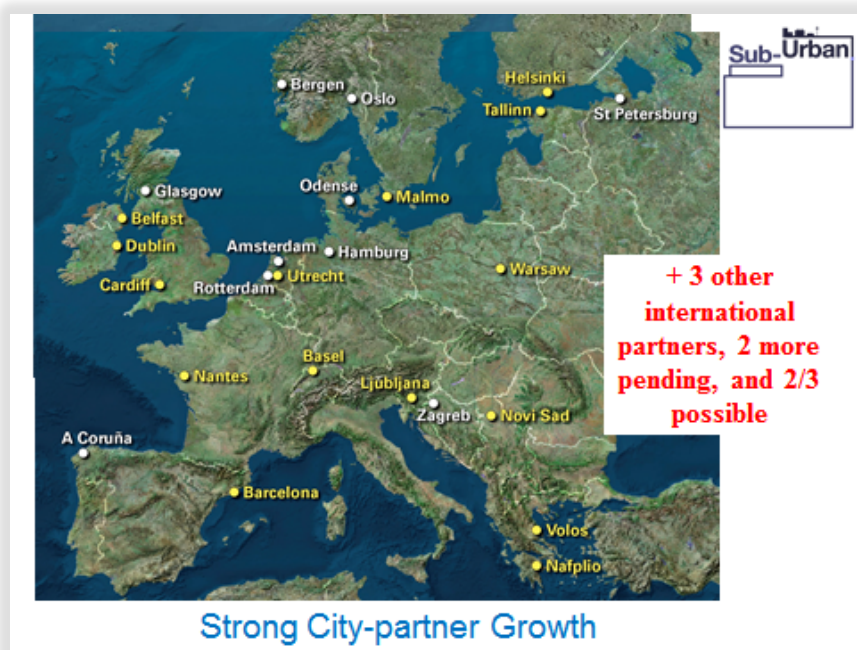 Sub-Urban
Helsinki
Bergen
Oslo
Tallinn
St Petersburg
Glasgow
Odense
Malmo
Belfast
Dublin
Amsterdam
Hamburg
Warsaw
Cardiff
Utrecht
Rotterdam
+ 3 other
international
partners, 2 more
pending, and 2/3
possible
Basel
Nantes
Ljŭbljana
Zagreb
Novi Sad
A Coruña
Barcelona
Volos
Nafplio
Strong City-partner Growth